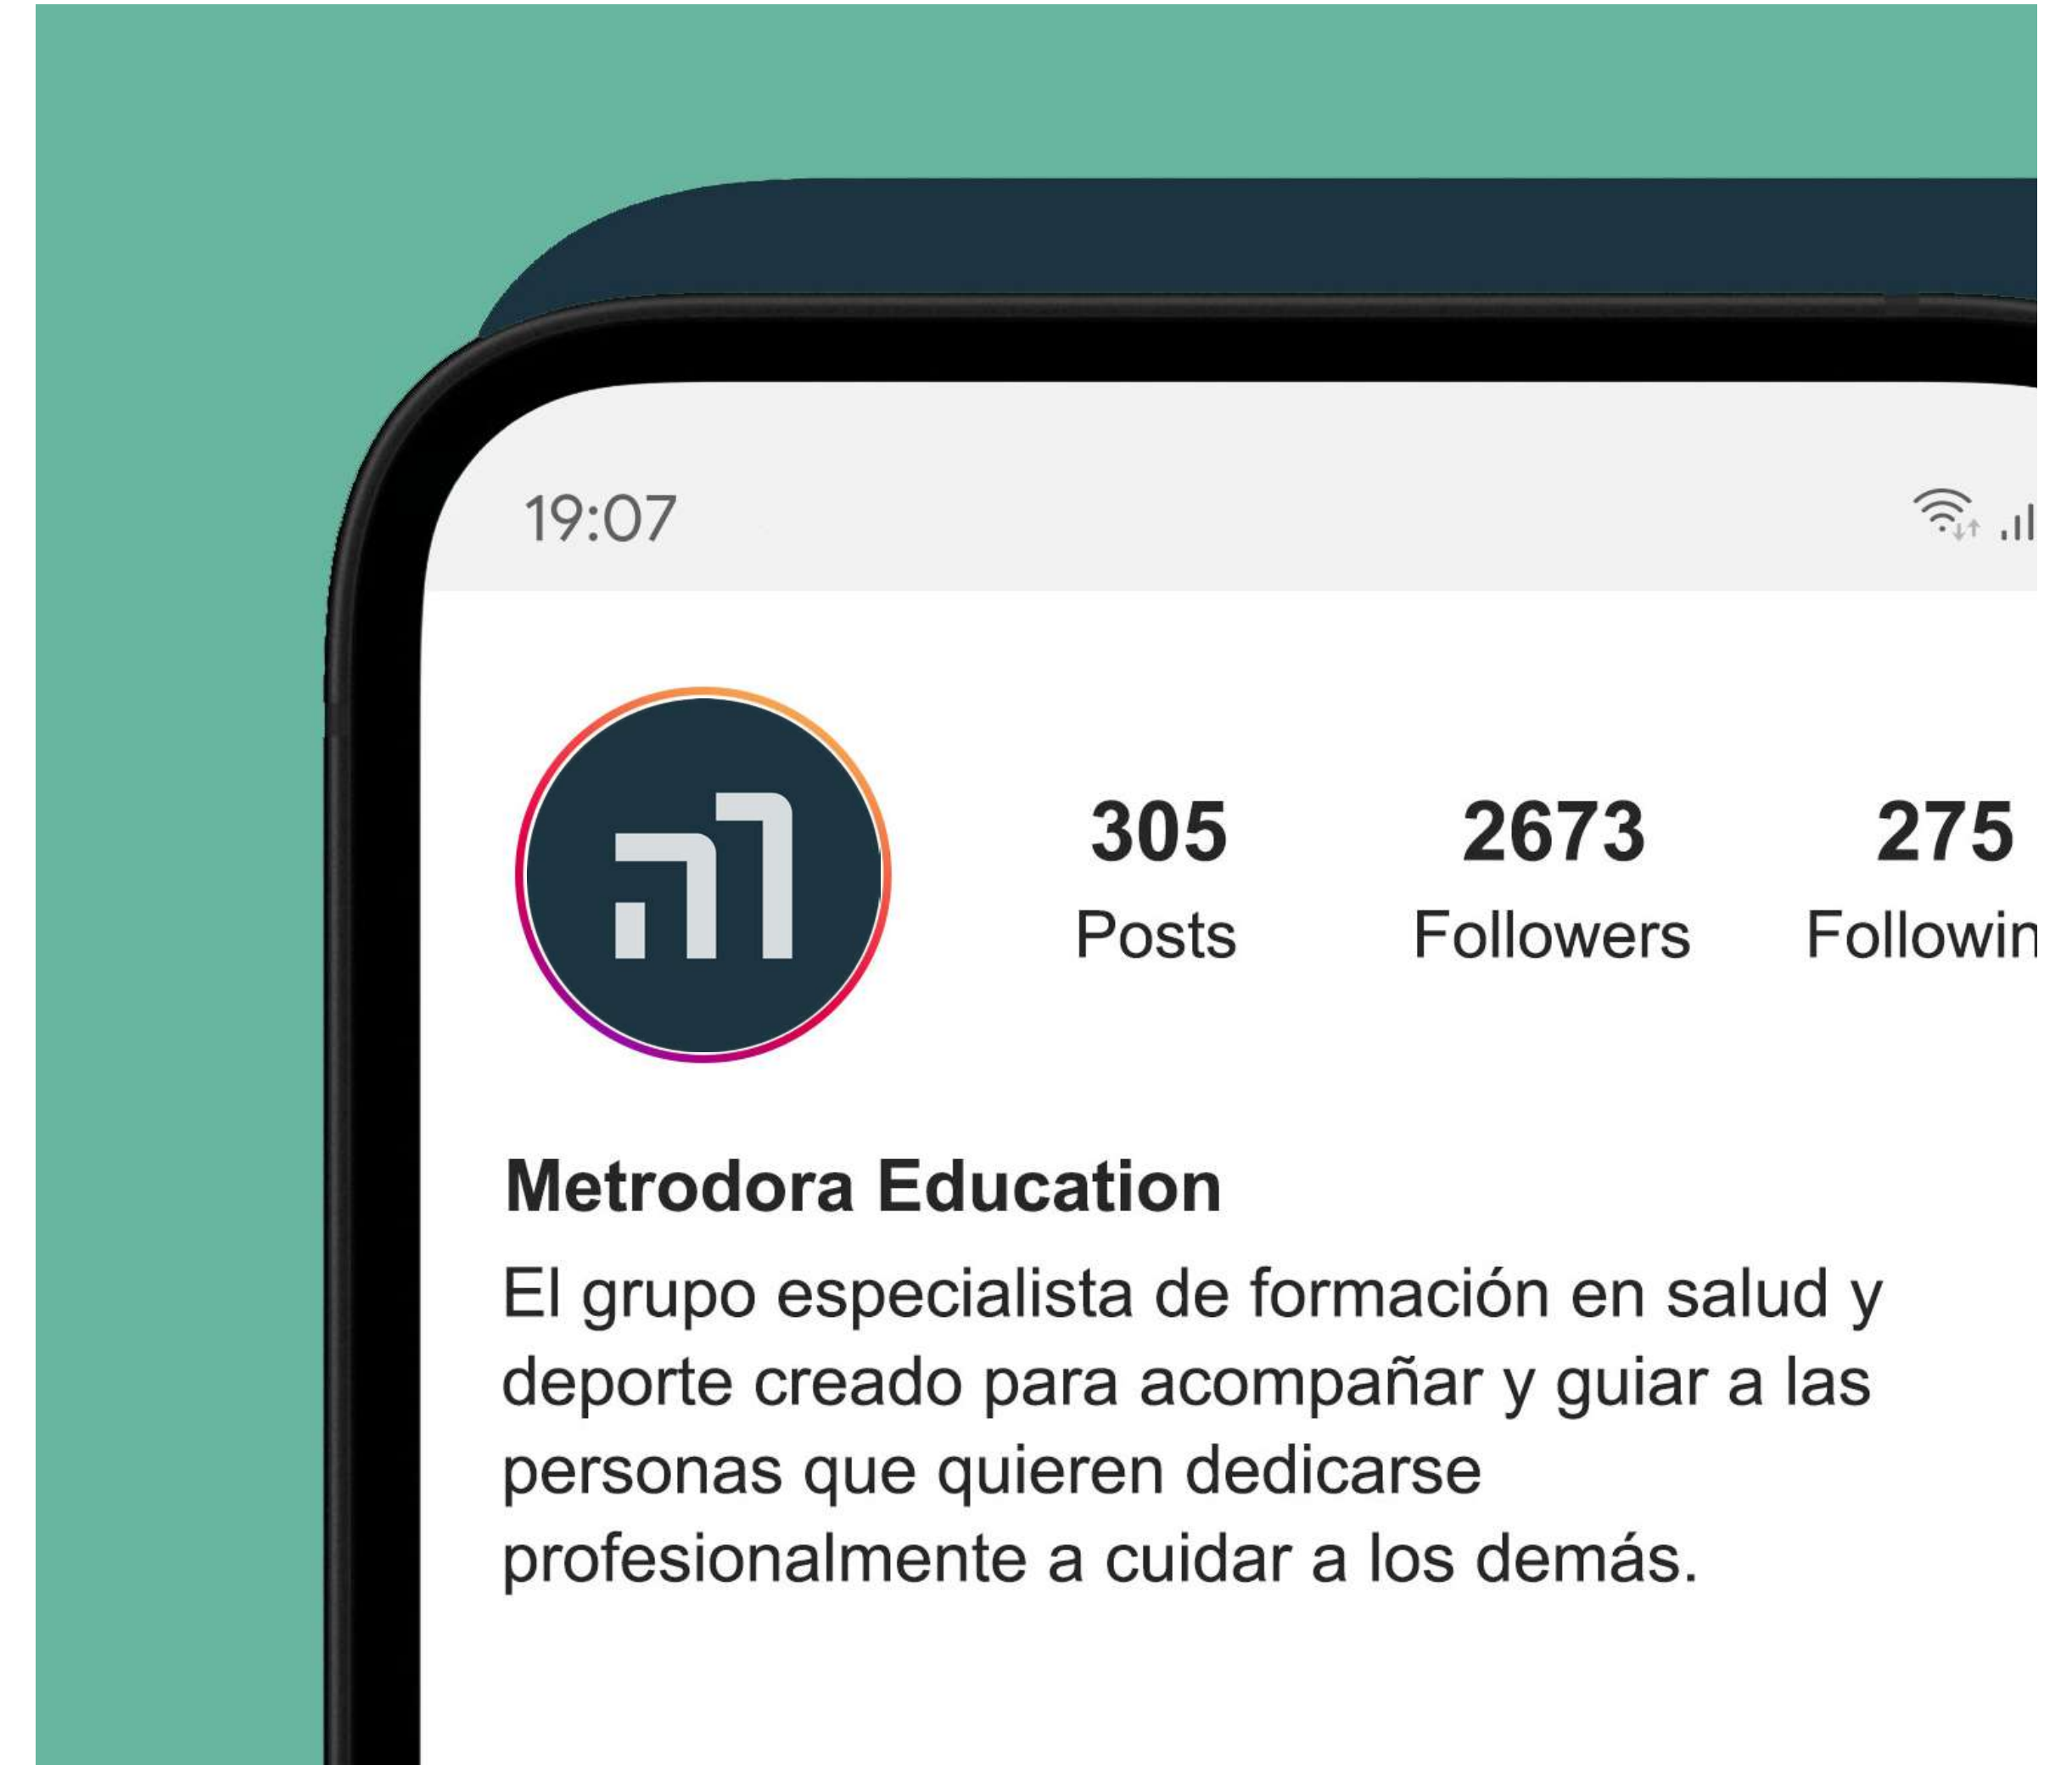 19:07
305 2673 275
Posts Followers Followin
Metrodora Education
El grupo especialista de formación en salud y
deporte creado para acompañar y guiar a las
personas que quieren dedicarse
profesionalmente a cuidar a los demás.